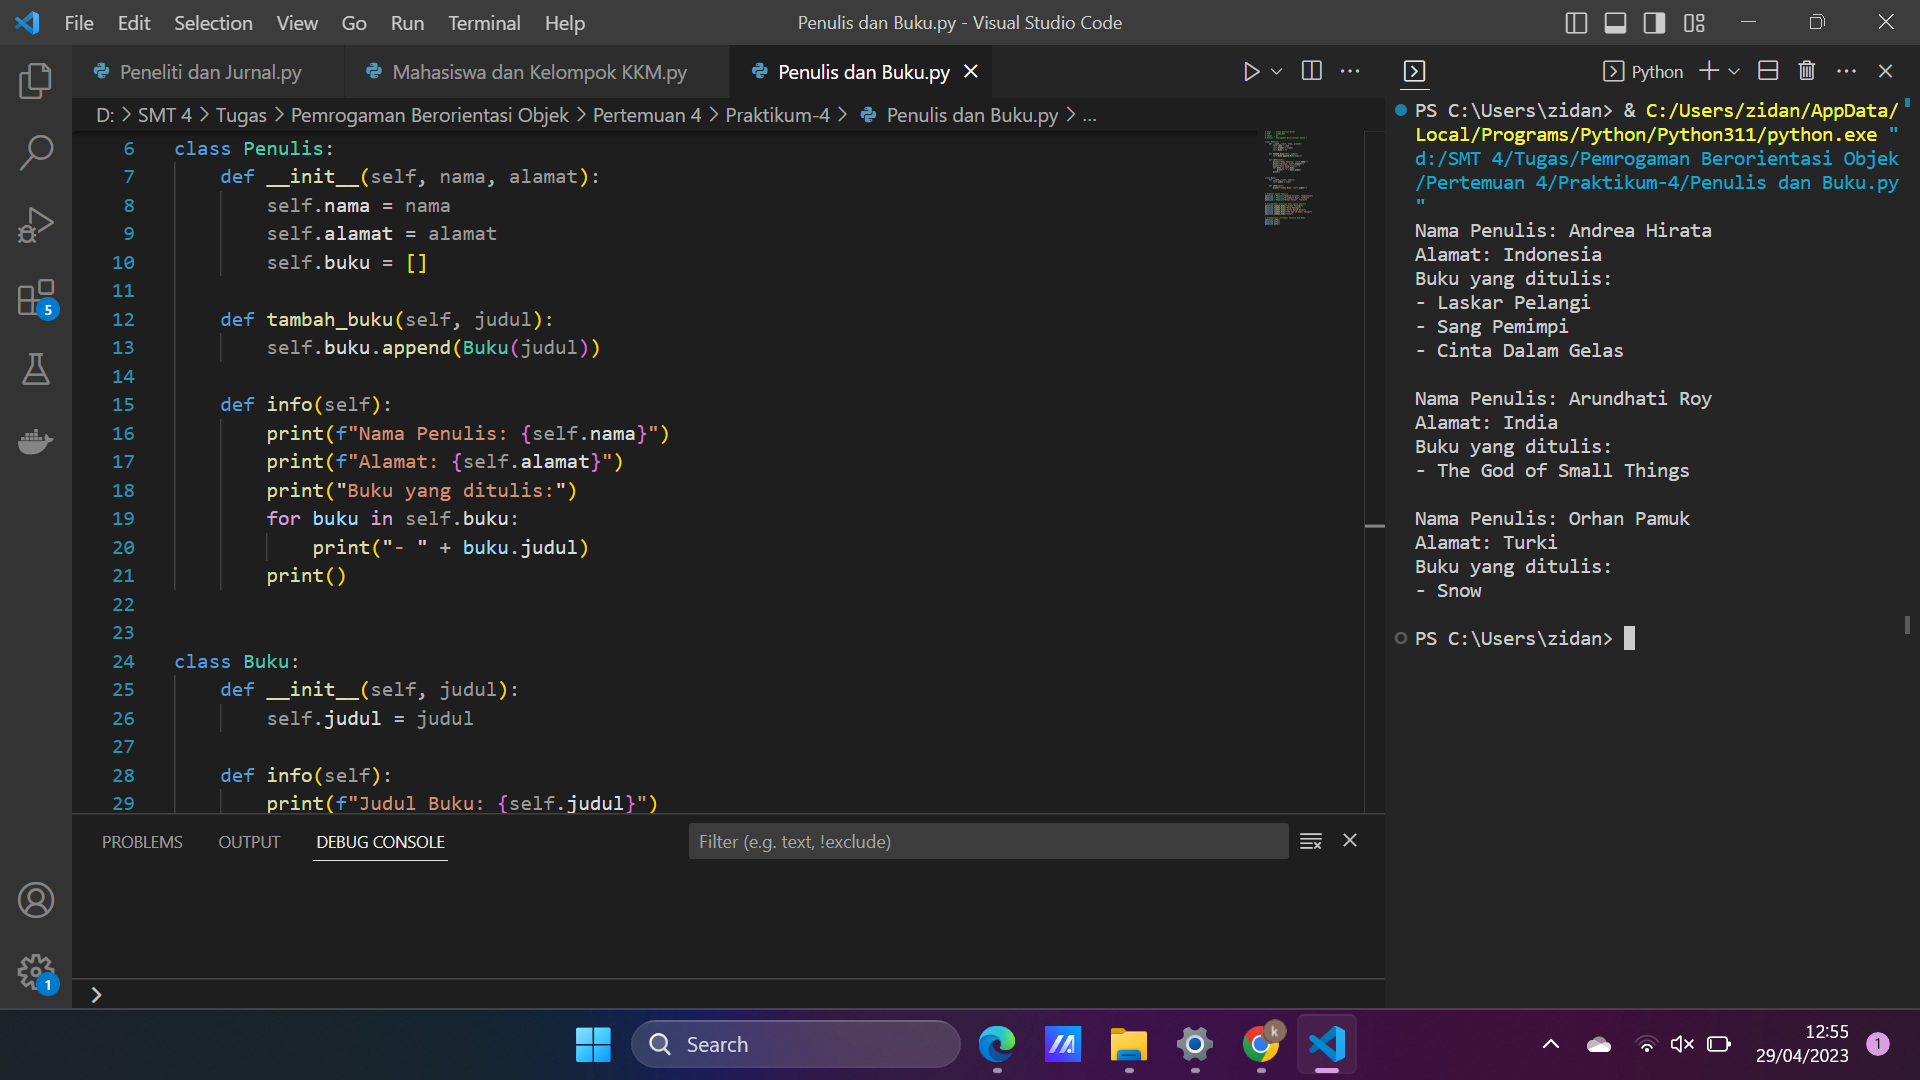 File Edit Selection View Go Run Terminal Help
Penulis dan Buku.py - Visual Studio Code
Peneliti dan Jurnal.py
Mahasiswa dan Kelompok KKM.py
Penulis dan Buku.py
D: > SMT 4 > Tugas > Pemrogaman Berorientasi Objek > Pertemuan 4 > Praktikum-4 > Penulis dan Buku.py > ...
6 class Penulis:
7     def __init__(self, nama, alamat):
8         self.nama = nama
9         self.alamat = alamat
10         self.buku = []
11
12     def tambah_buku(self, judul):
13         self.buku.append(Buku(judul))
14
15     def info(self):
16         print(f"Nama Penulis: {self.nama}")
17         print(f"Alamat: {self.alamat}")
18         print("Buku yang ditulis:")
19         for buku in self.buku:
20             print("- " + buku.judul)
21         print()
22
23
24 class Buku:
25     def __init__(self, judul):
26         self.judul = judul
27
28     def info(self):
29         print(f"Judul Buku: {self.judul}")
PROBLEMS OUTPUT DEBUG CONSOLE
Filter (e.g. text, !exclude)
Python
PS C:\Users\zidan> & C:/Users/zidan/AppData/
Local/Programs/Python/Python311/python.exe "
d:/SMT 4/Tugas/Pemrogaman Berorientasi Objek
/Pertemuan 4/Praktikum-4/Penulis dan Buku.py
"
Nama Penulis: Andrea Hirata
Alamat: Indonesia
Buku yang ditulis:
- Laskar Pelangi
- Sang Pemimpi
- Cinta Dalam Gelas
Nama Penulis: Arundhati Roy
Alamat: India
Buku yang ditulis:
- The God of Small Things
Nama Penulis: Orhan Pamuk
Alamat: Turki
Buku yang ditulis:
- Snow
PS C:\Users\zidan>
5
1
Search
k
12:55
29/04/2023
1